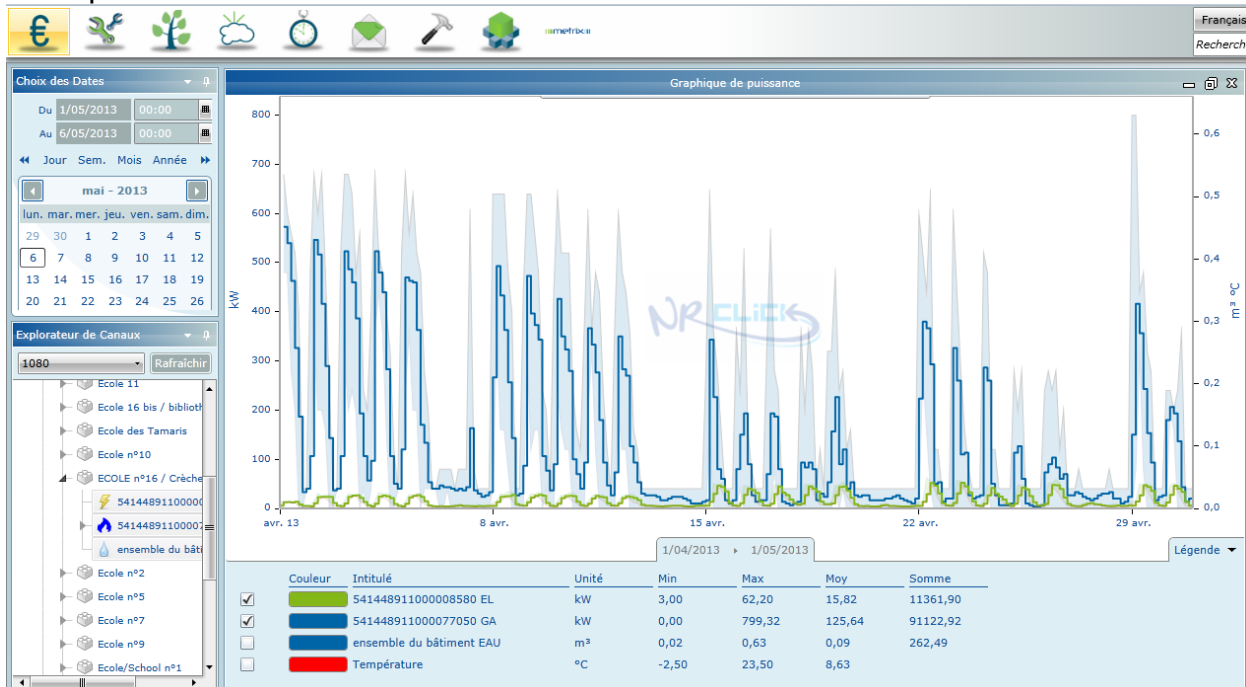 €
metrix
Français
Recherch
Choix des Dates
Du 1/05/2013 00:00
Au 6/05/2013 00:00
Jour Sem. Mois Année
mai - 2013
lun. mar. mer. jeu. ven. sam. dim.
29 30 1 2 3 4 5
6 7 8 9 10 11 12
13 14 15 16 17 18 19
20 21 22 23 24 25 26
Explorateur de Canaux
1080 Rafraîchir
Ecole 11
Ecole 16 bis / biblioth
Ecole des Tamaris
Ecole n°10
ECOLE n°16 / Crèche
54144891100000
54144891100007
ensemble du bâti
Ecole n°2
Ecole n°5
Ecole n°7
Ecole n°9
Ecole/School n°1
Graphique de puissance
800
700
600
500
400
300
200
100
0
kW
0,6
0,5
0,4
0,3
0,2
0,1
0,0
°C
m³
NRCLiCK
avr. 13 8 avr. 15 avr. 22 avr. 29 avr.
1/04/2013 1/05/2013
Légende
Couleur Intitulé Unité Min Max Moy Somme
541448911000008580 EL kW 3,00 62,20 15,82 11361,90
541448911000077050 GA kW 0,00 799,32 125,64 91122,92
ensemble du bâtiment EAU m³ 0,02 0,63 0,09 262,49
Température °C -2,50 23,50 8,63